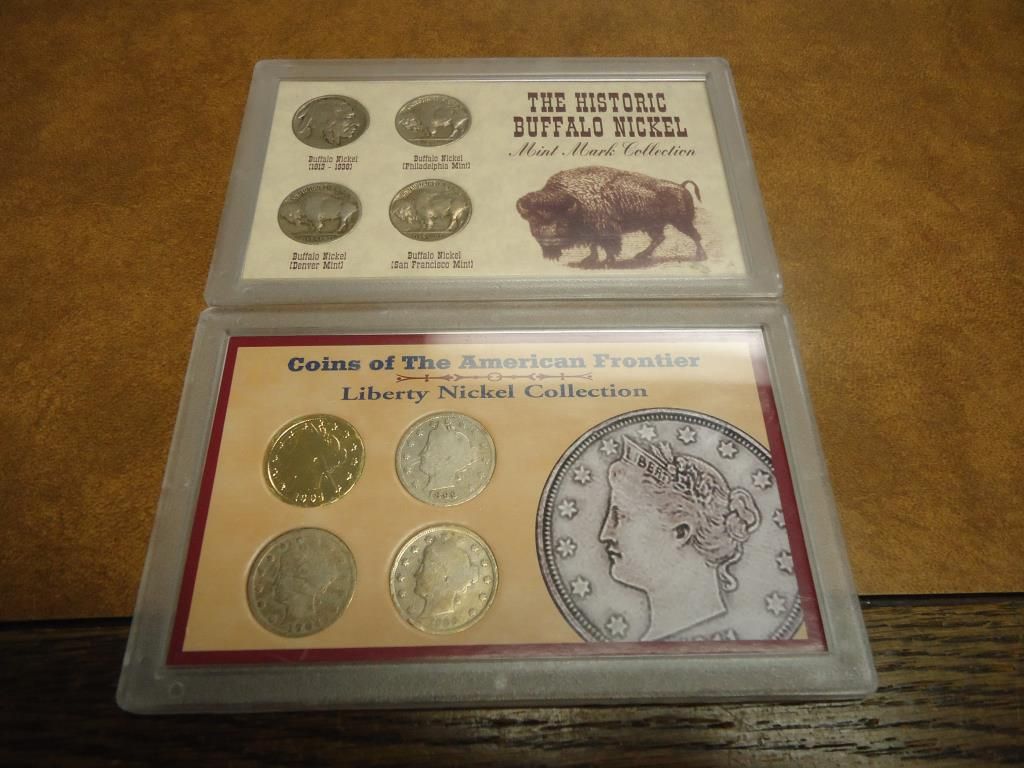 THE HISTORIC
BUFFALO NICKEL
Mint Mark Collection
Buffalo Nickel
(1913 - 1938)
Buffalo Nickel
(Philadelphia Mint)
Buffalo Nickel
(Denver Mint)
Buffalo Nickel
(San Francisco Mint)
Coins of The American Frontier
Liberty Nickel Collection
LIBERTY